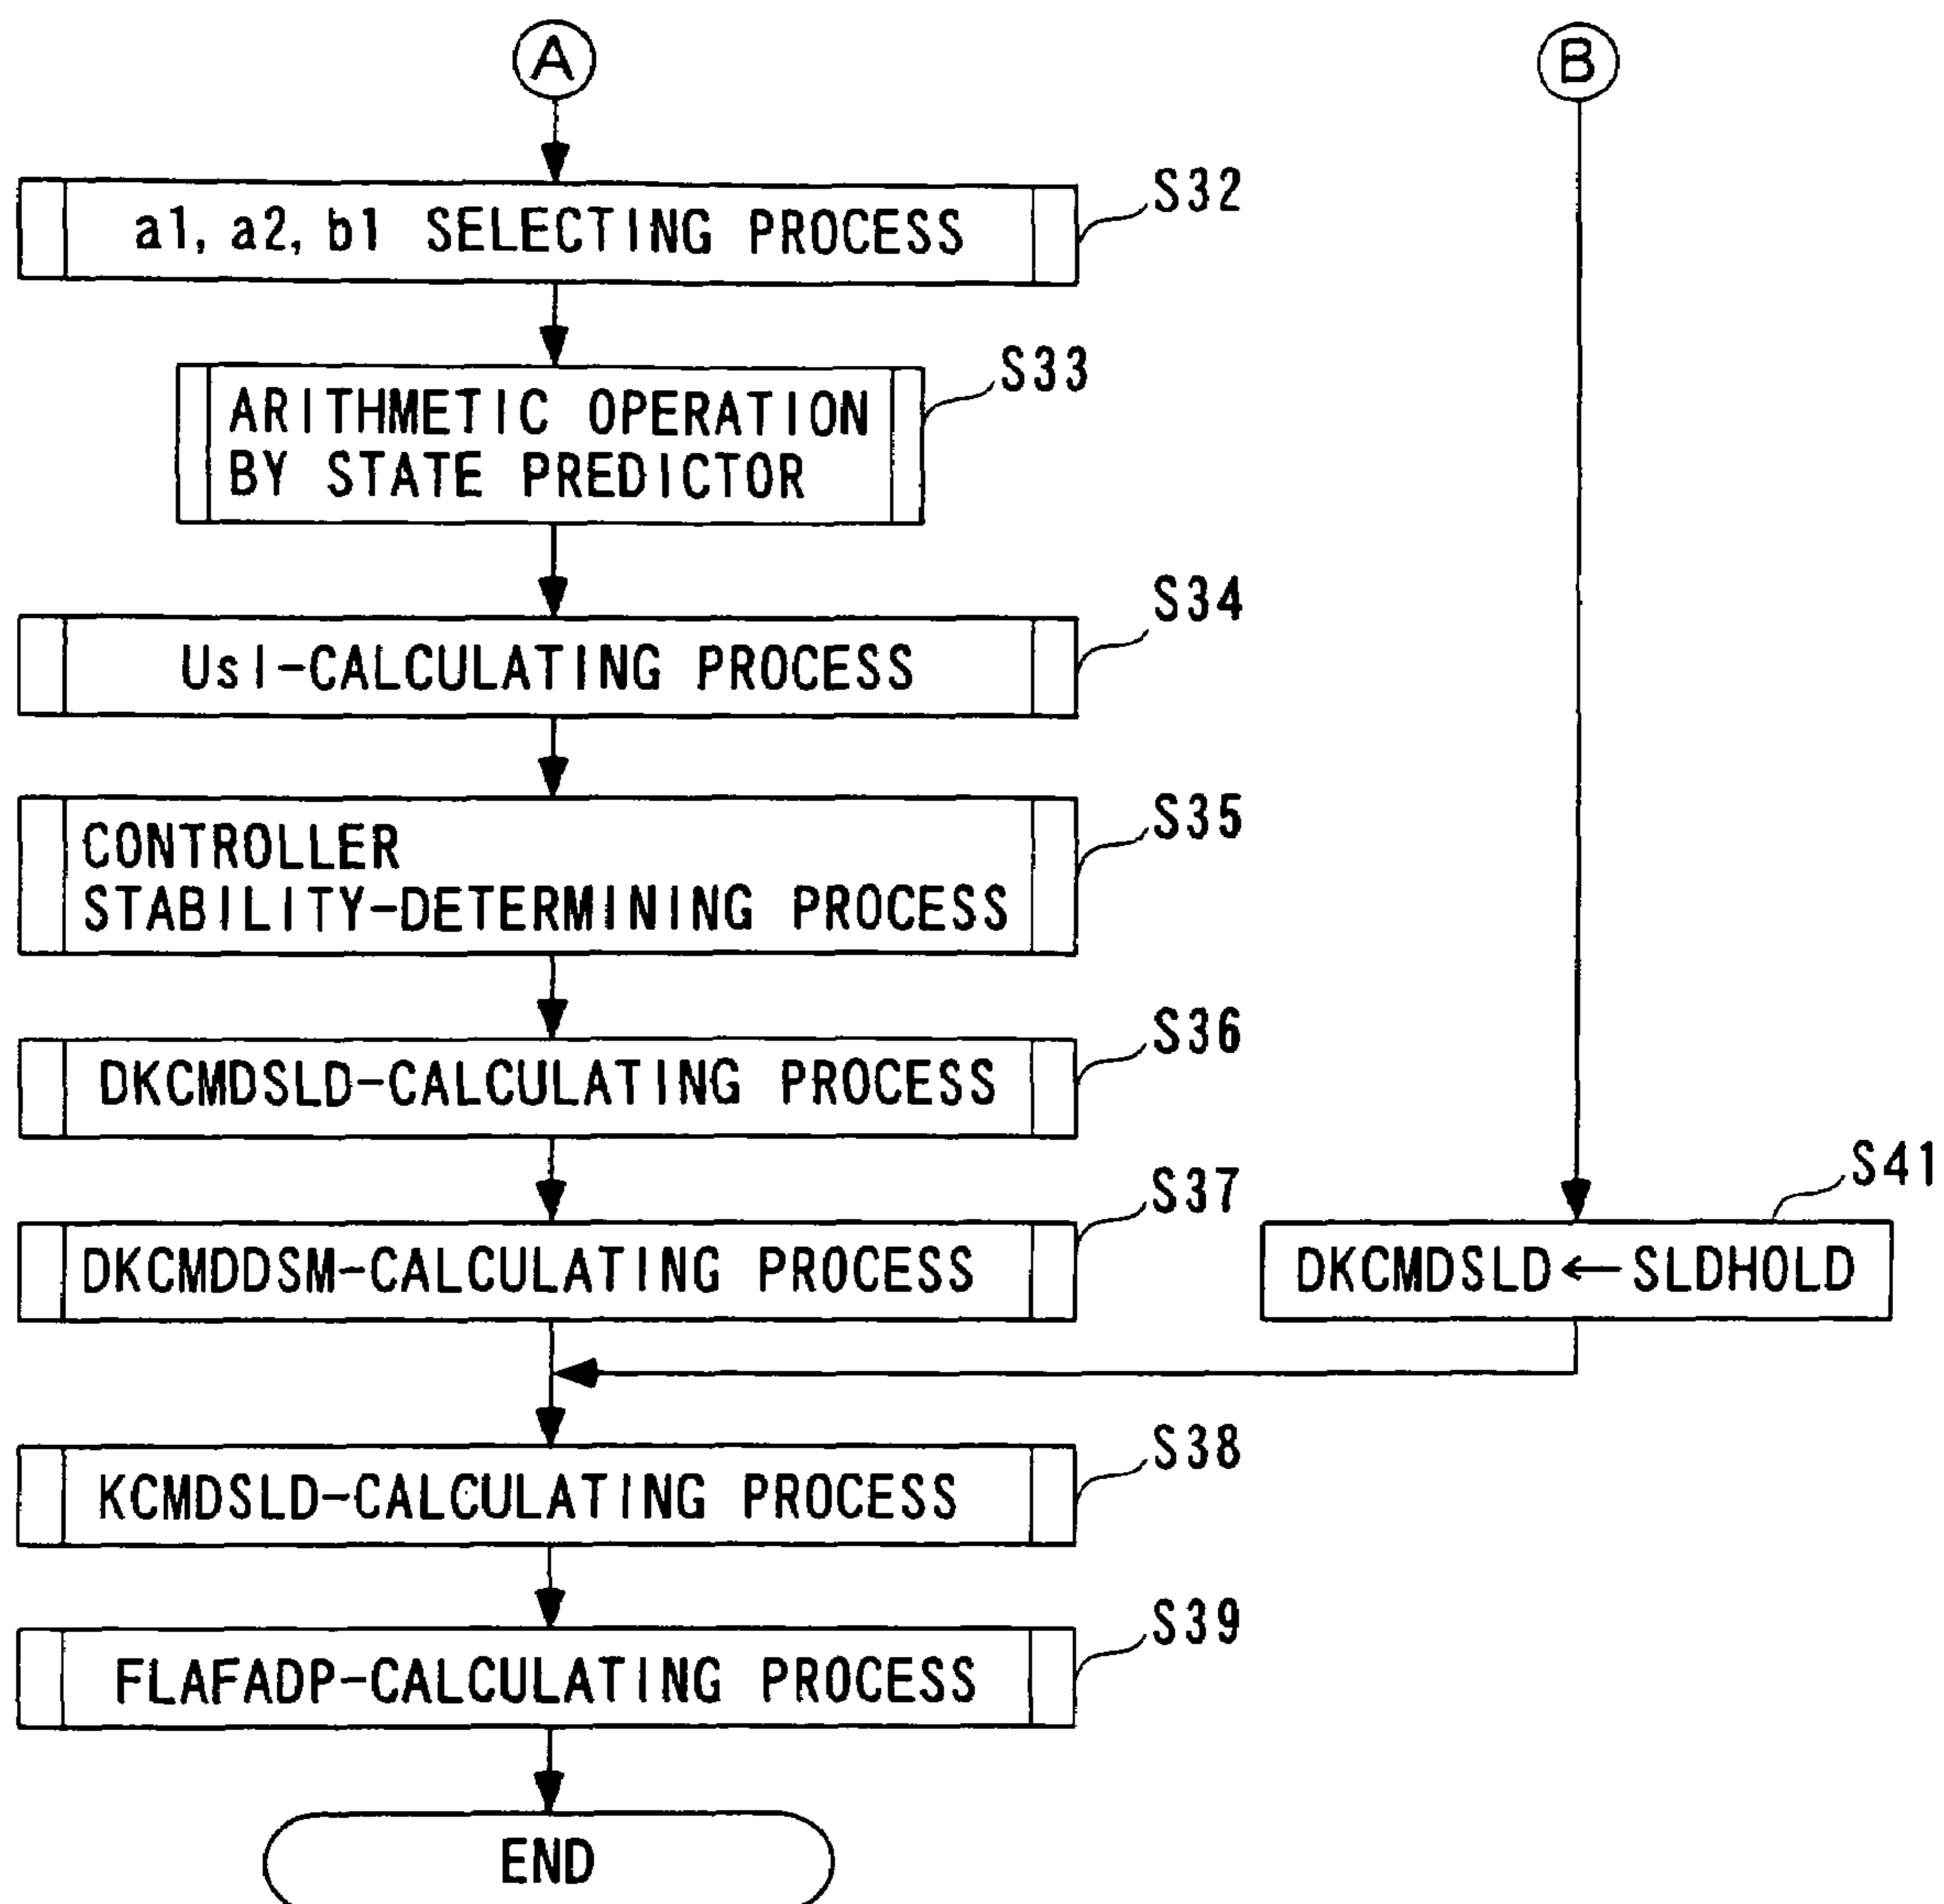 A
B
S32
a1, a2, b1 SELECTING PROCESS
S33
ARITHMETIC OPERATION
BY STATE PREDICTOR
S34
Usl-CALCULATING PROCESS
S35
CONTROLLER
STABILITY-DETERMINING PROCESS
S36
DKCMDSLD-CALCULATING PROCESS
S37
DKCMDDSM-CALCULATING PROCESS
S41
DKCMDSLD←SLDHOLD
S38
KCMDSLD-CALCULATING PROCESS
S39
FLAFADP-CALCULATING PROCESS
END